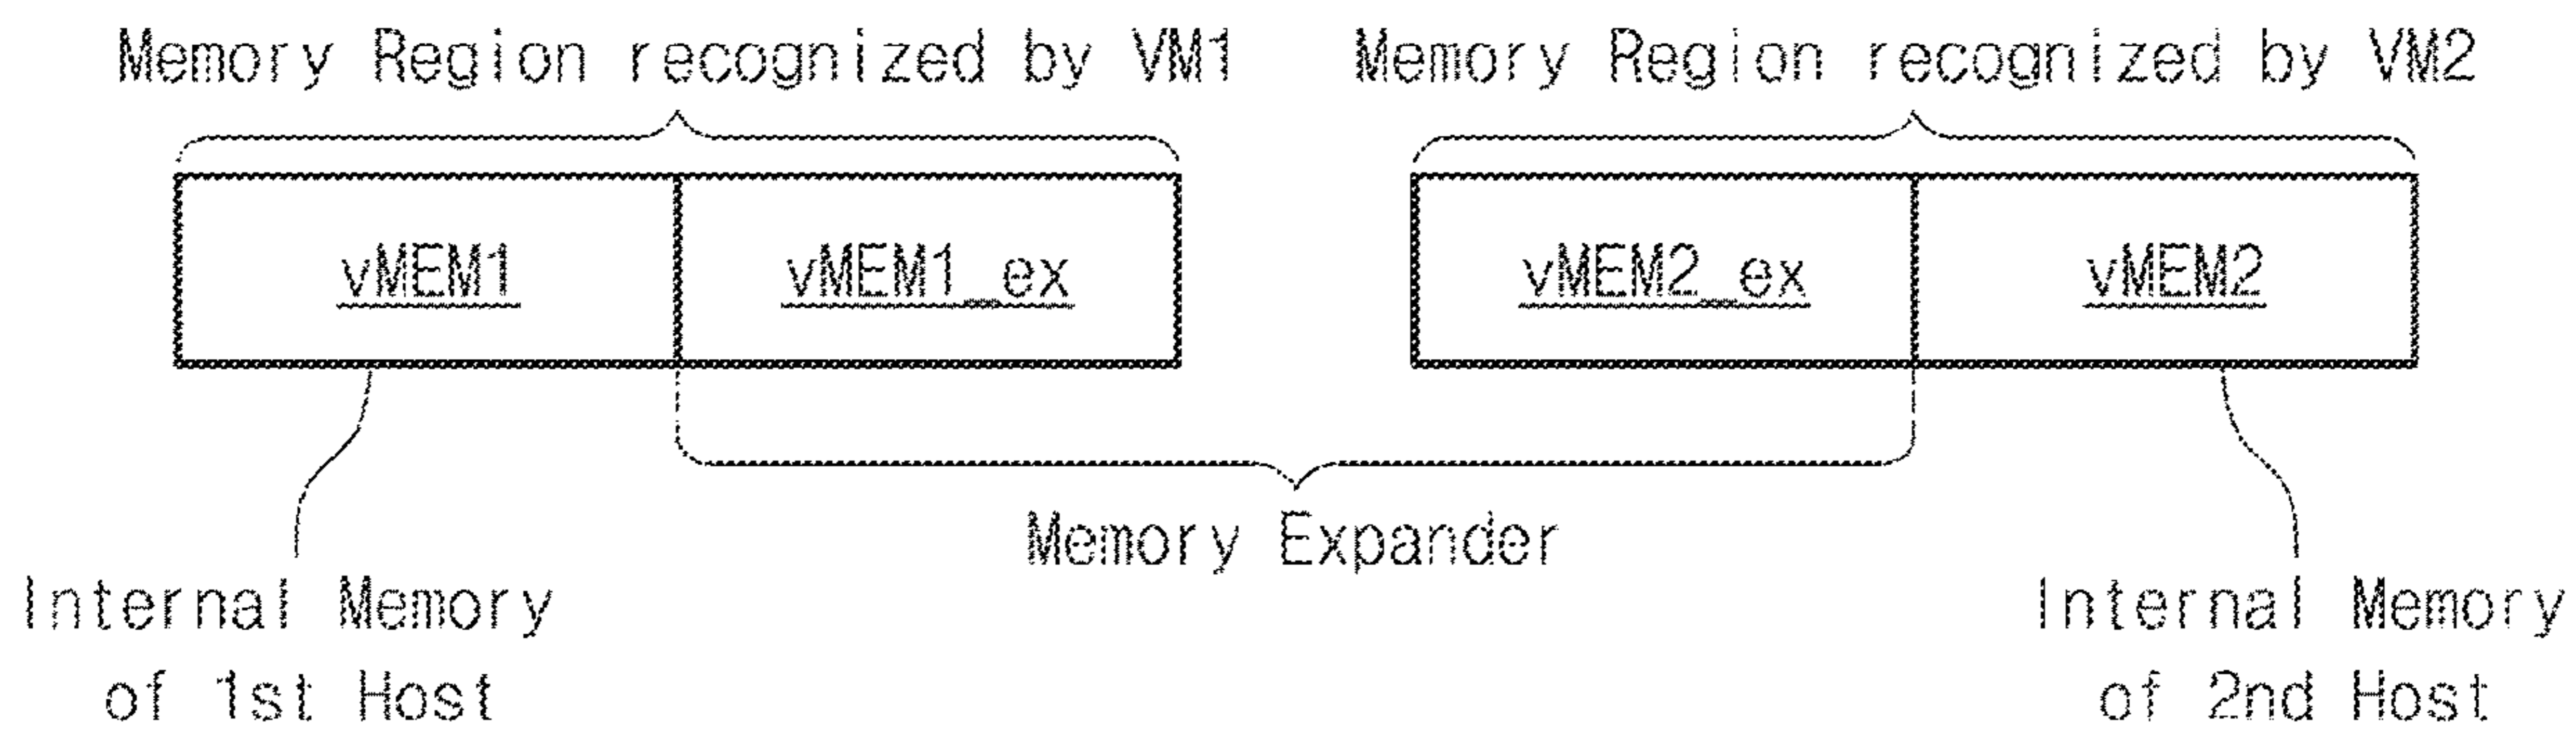 Memory Region recognized by VM1
Memory Region recognized by VM2
vMEM1
vMEM1_ex
vMEM2_ex
vMEM2
Memory Expander
Internal Memory
of 1st Host
Internal Memory
of 2nd Host